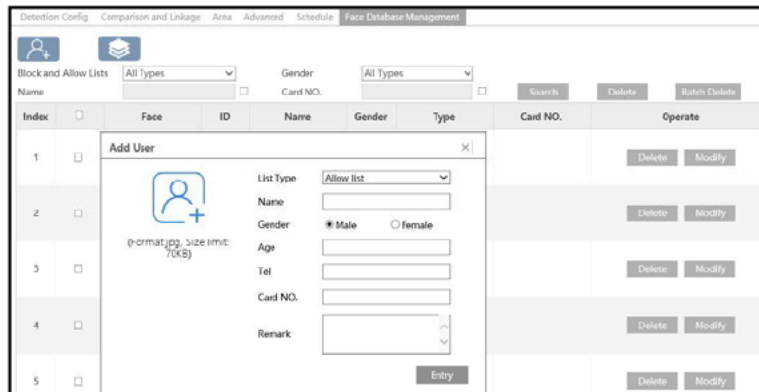 Detection Config Comparison and Linkage Area Advanced Schedule Face Database Management
Block and Allow Lists All Types Gender All Types
Name Card NO. Search Delete Batch Delete
Index Face ID Name Gender Type Card NO. Operate
1 Delete Modify
2 Delete Modify
3 Delete Modify
4 Delete Modify
5 Delete Modify
Add User
(Format:jpg, Size limit:
70KB)
List Type Allow list
Name
Gender Male Female
Age
Tel
Card NO.
Remark
Entry